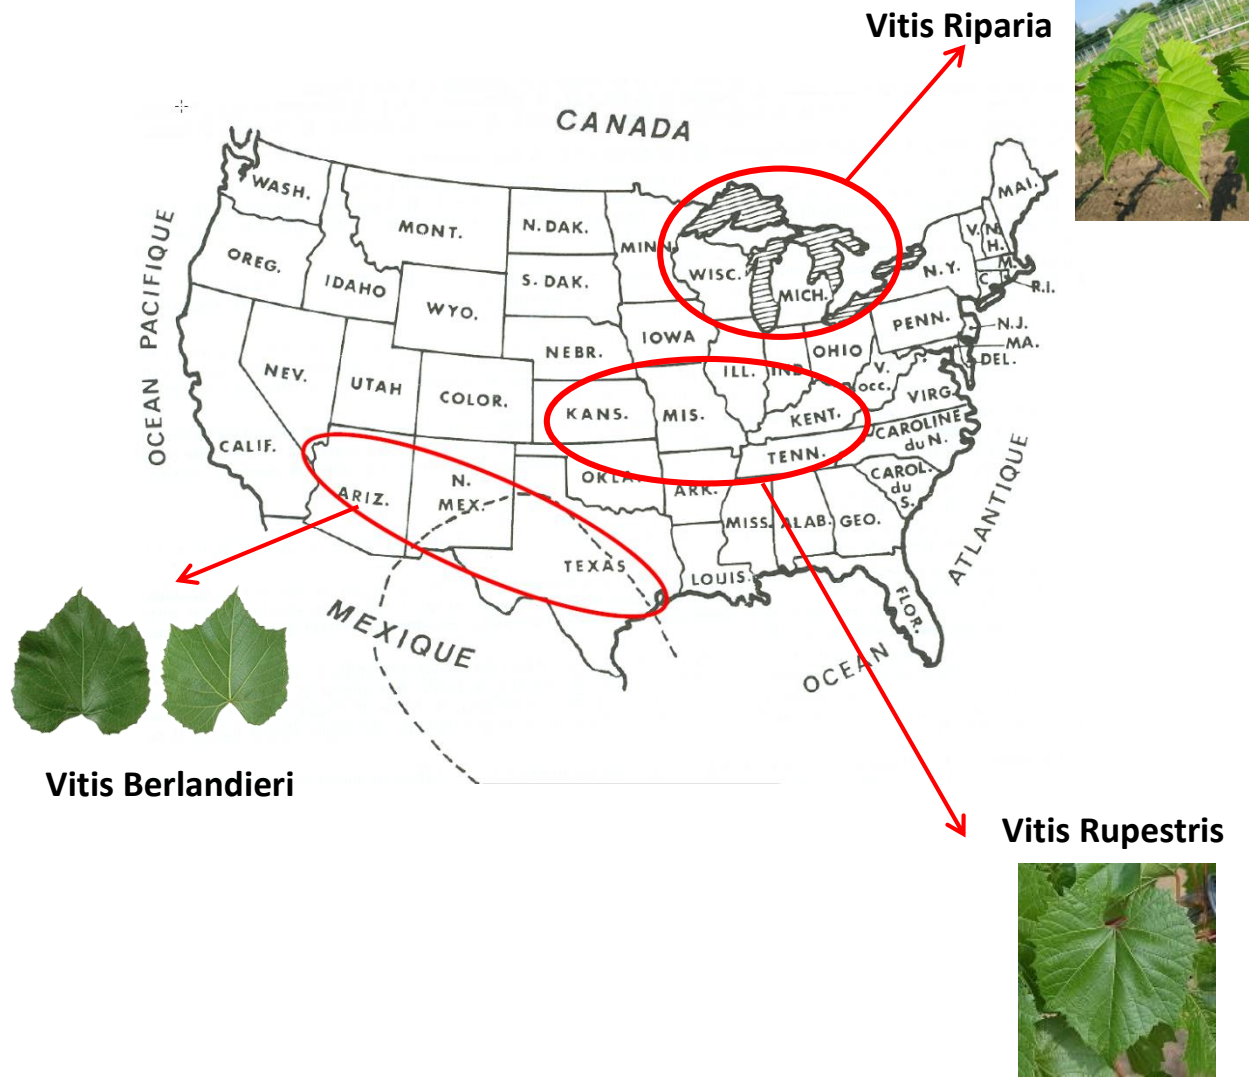 Vitis Riparia
CANADA
OCEAN PACIFIQUE
WASH.
MONT.
N. DAK.
MINN.
MAI.
V.
N.
H.
M.
OREG.
IDAHO
S. DAK.
WISC.
MICH.
N.Y.
C
R.I.
WYO.
IOWA
PENN.
N.J.
MA.
DEL.
NEBR.
OHIO
NEV.
UTAH
COLOR.
ILL.
IND.
V.
OCC.
VIRG.
KANS.
MIS.
KENT.
CAROLINE
du N.
CALIF.
TENN.
ARIZ.
N.
MEX.
OKLA.
ARK.
CAROL.
du
S.
MISS.
ALAB.
GEO.
ATLANTIQUE
TEXAS
LOUIS.
FLOR.
MEXIQUE
OCEAN
Vitis Berlandieri
Vitis Rupestris